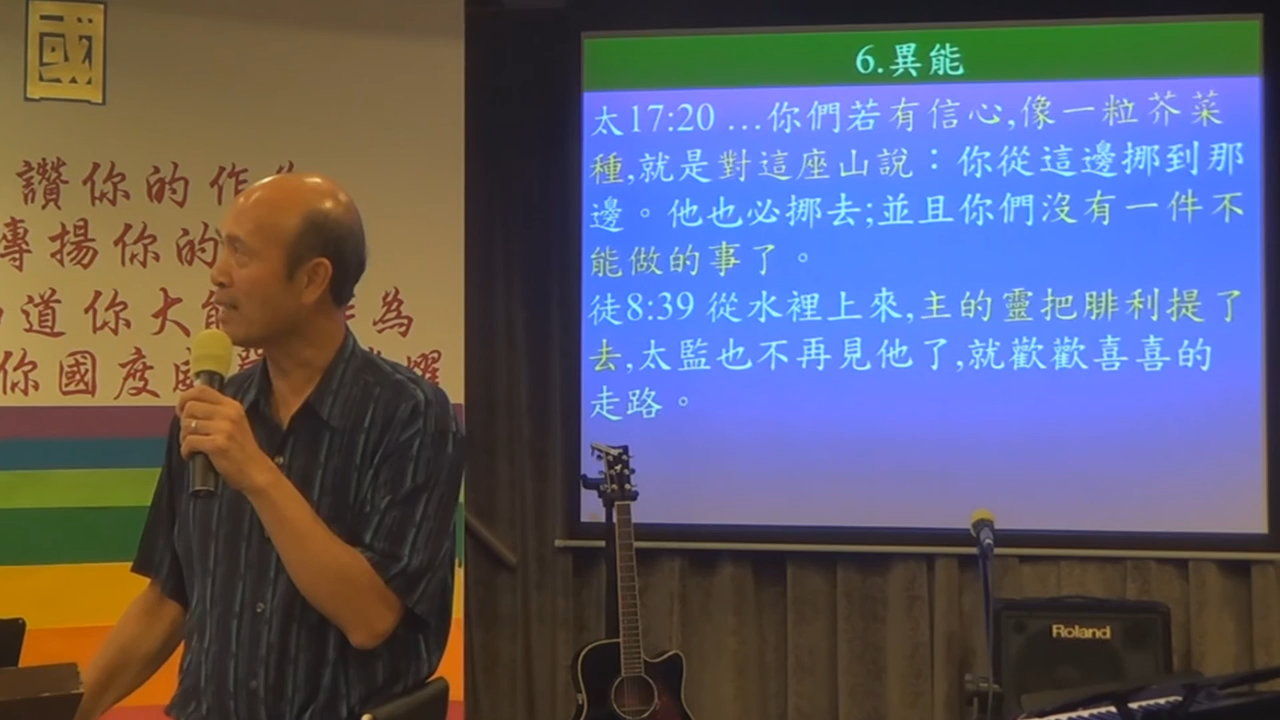 國
讚你的作
傳揚你的
道你大能作為
你國度
6.異能
太17:20 …你們若有信心,像一粒芥菜
種,就是對這座山說：你從這邊挪到那
邊。他也必挪去;並且你們沒有一件不
能做的事了。
徒8:39 從水裡上來,主的靈把腓利提了
去,太監也不再見他了,就歡歡喜喜的
走路。
Roland